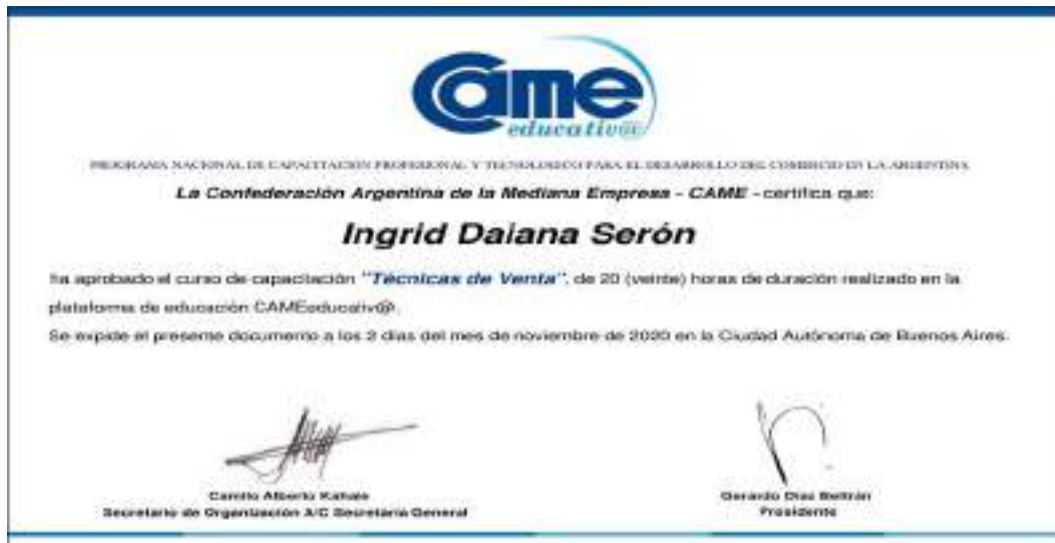 Came
educativ@
PROGRAMA NACIONAL DE CAPACITACIÓN PROFESIONAL Y TECNOLÓGICO PARA EL DESARROLLO DEL COMERCIO EN LA ARGENTINA
La Confederación Argentina de la Mediana Empresa - CAME - certifica que:
Ingrid Daiana Serón
ha aprobado el curso de capacitación "Técnicas de Venta", de 20 (veinte) horas de duración realizado en la
plataforma de educación CAMEeducativ@.
Se expide el presente documento a los 2 días del mes de noviembre de 2020 en la Ciudad Autónoma de Buenos Aires.
Camilo Alberto Kahale
Secretario de Organización A/C Secretaría General
Gerardo Díaz Beltrán
Presidente